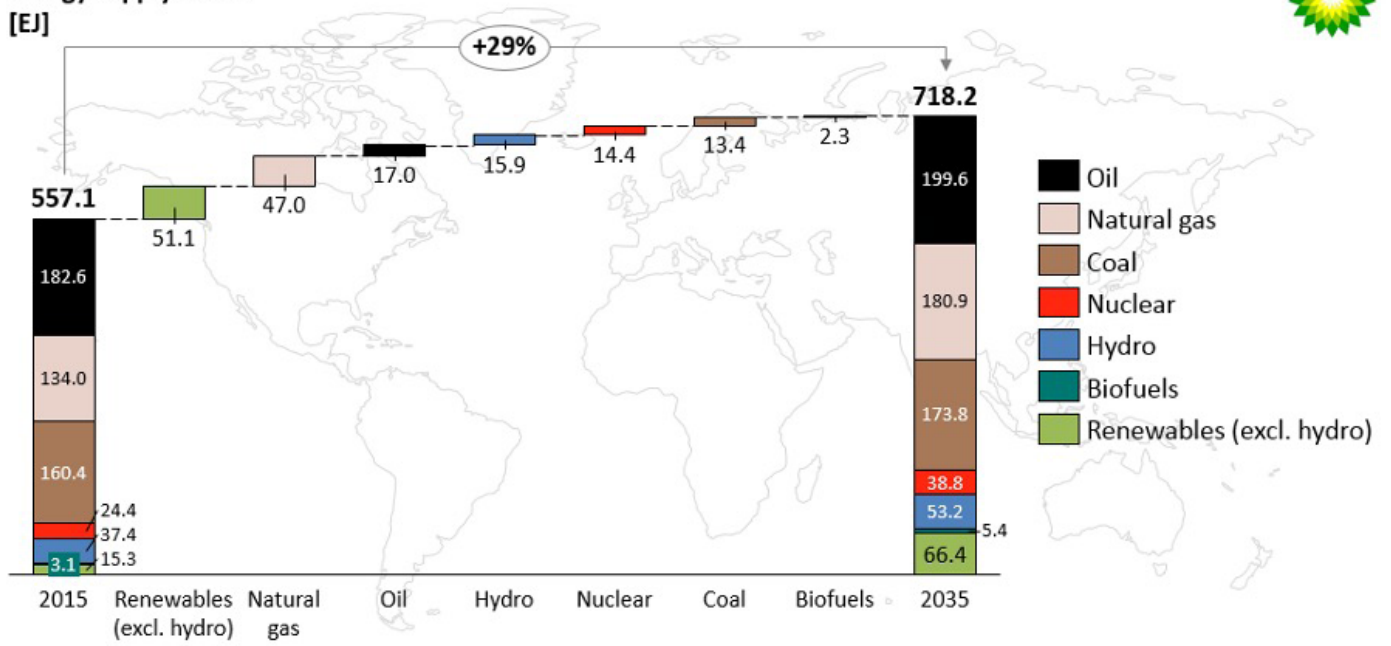 [EJ]
+29%
718.2
557.1
51.1
47.0
17.0
15.9
14.4
13.4
2.3
182.6
134.0
160.4
24.4
37.4
15.3
3.1
199.6
180.9
173.8
38.8
53.2
5.4
66.4
Oil
Natural gas
Coal
Nuclear
Hydro
Biofuels
Renewables (excl. hydro)
2015
Renewables
(excl. hydro)
Natural
gas
Oil
Hydro
Nuclear
Coal
Biofuels
2035